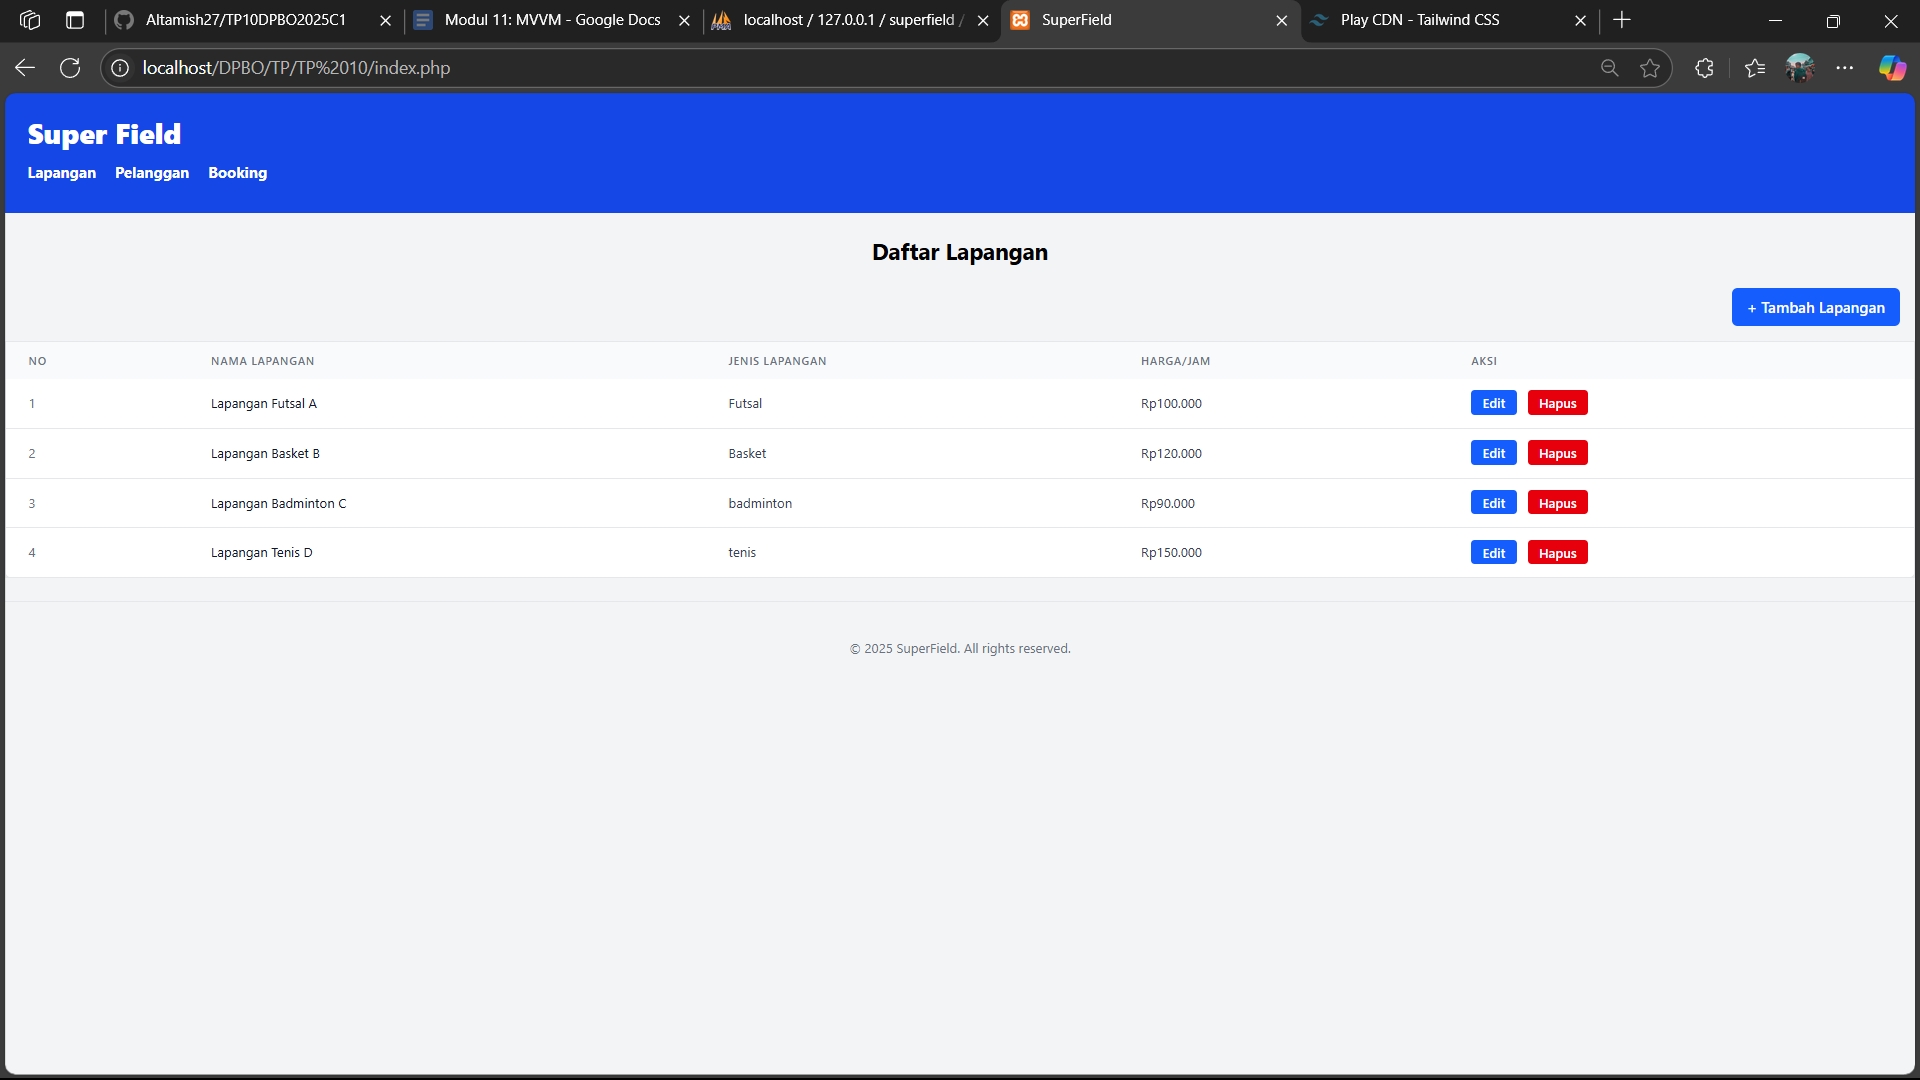 Altamish27/TP10DPBO2025C1
Modul 11: MVVM - Google Docs
localhost / 127.0.0.1 / superfield /
SuperField
Play CDN - Tailwind CSS
localhost/DPBO/TP/TP%2010/index.php
Super Field
Lapangan Pelanggan Booking
Daftar Lapangan
+ Tambah Lapangan
NO NAMA LAPANGAN JENIS LAPANGAN HARGA/JAM AKSI
1 Lapangan Futsal A Futsal Rp100.000 Edit Hapus
2 Lapangan Basket B Basket Rp120.000 Edit Hapus
3 Lapangan Badminton C badminton Rp90.000 Edit Hapus
4 Lapangan Tenis D tenis Rp150.000 Edit Hapus
© 2025 SuperField. All rights reserved.